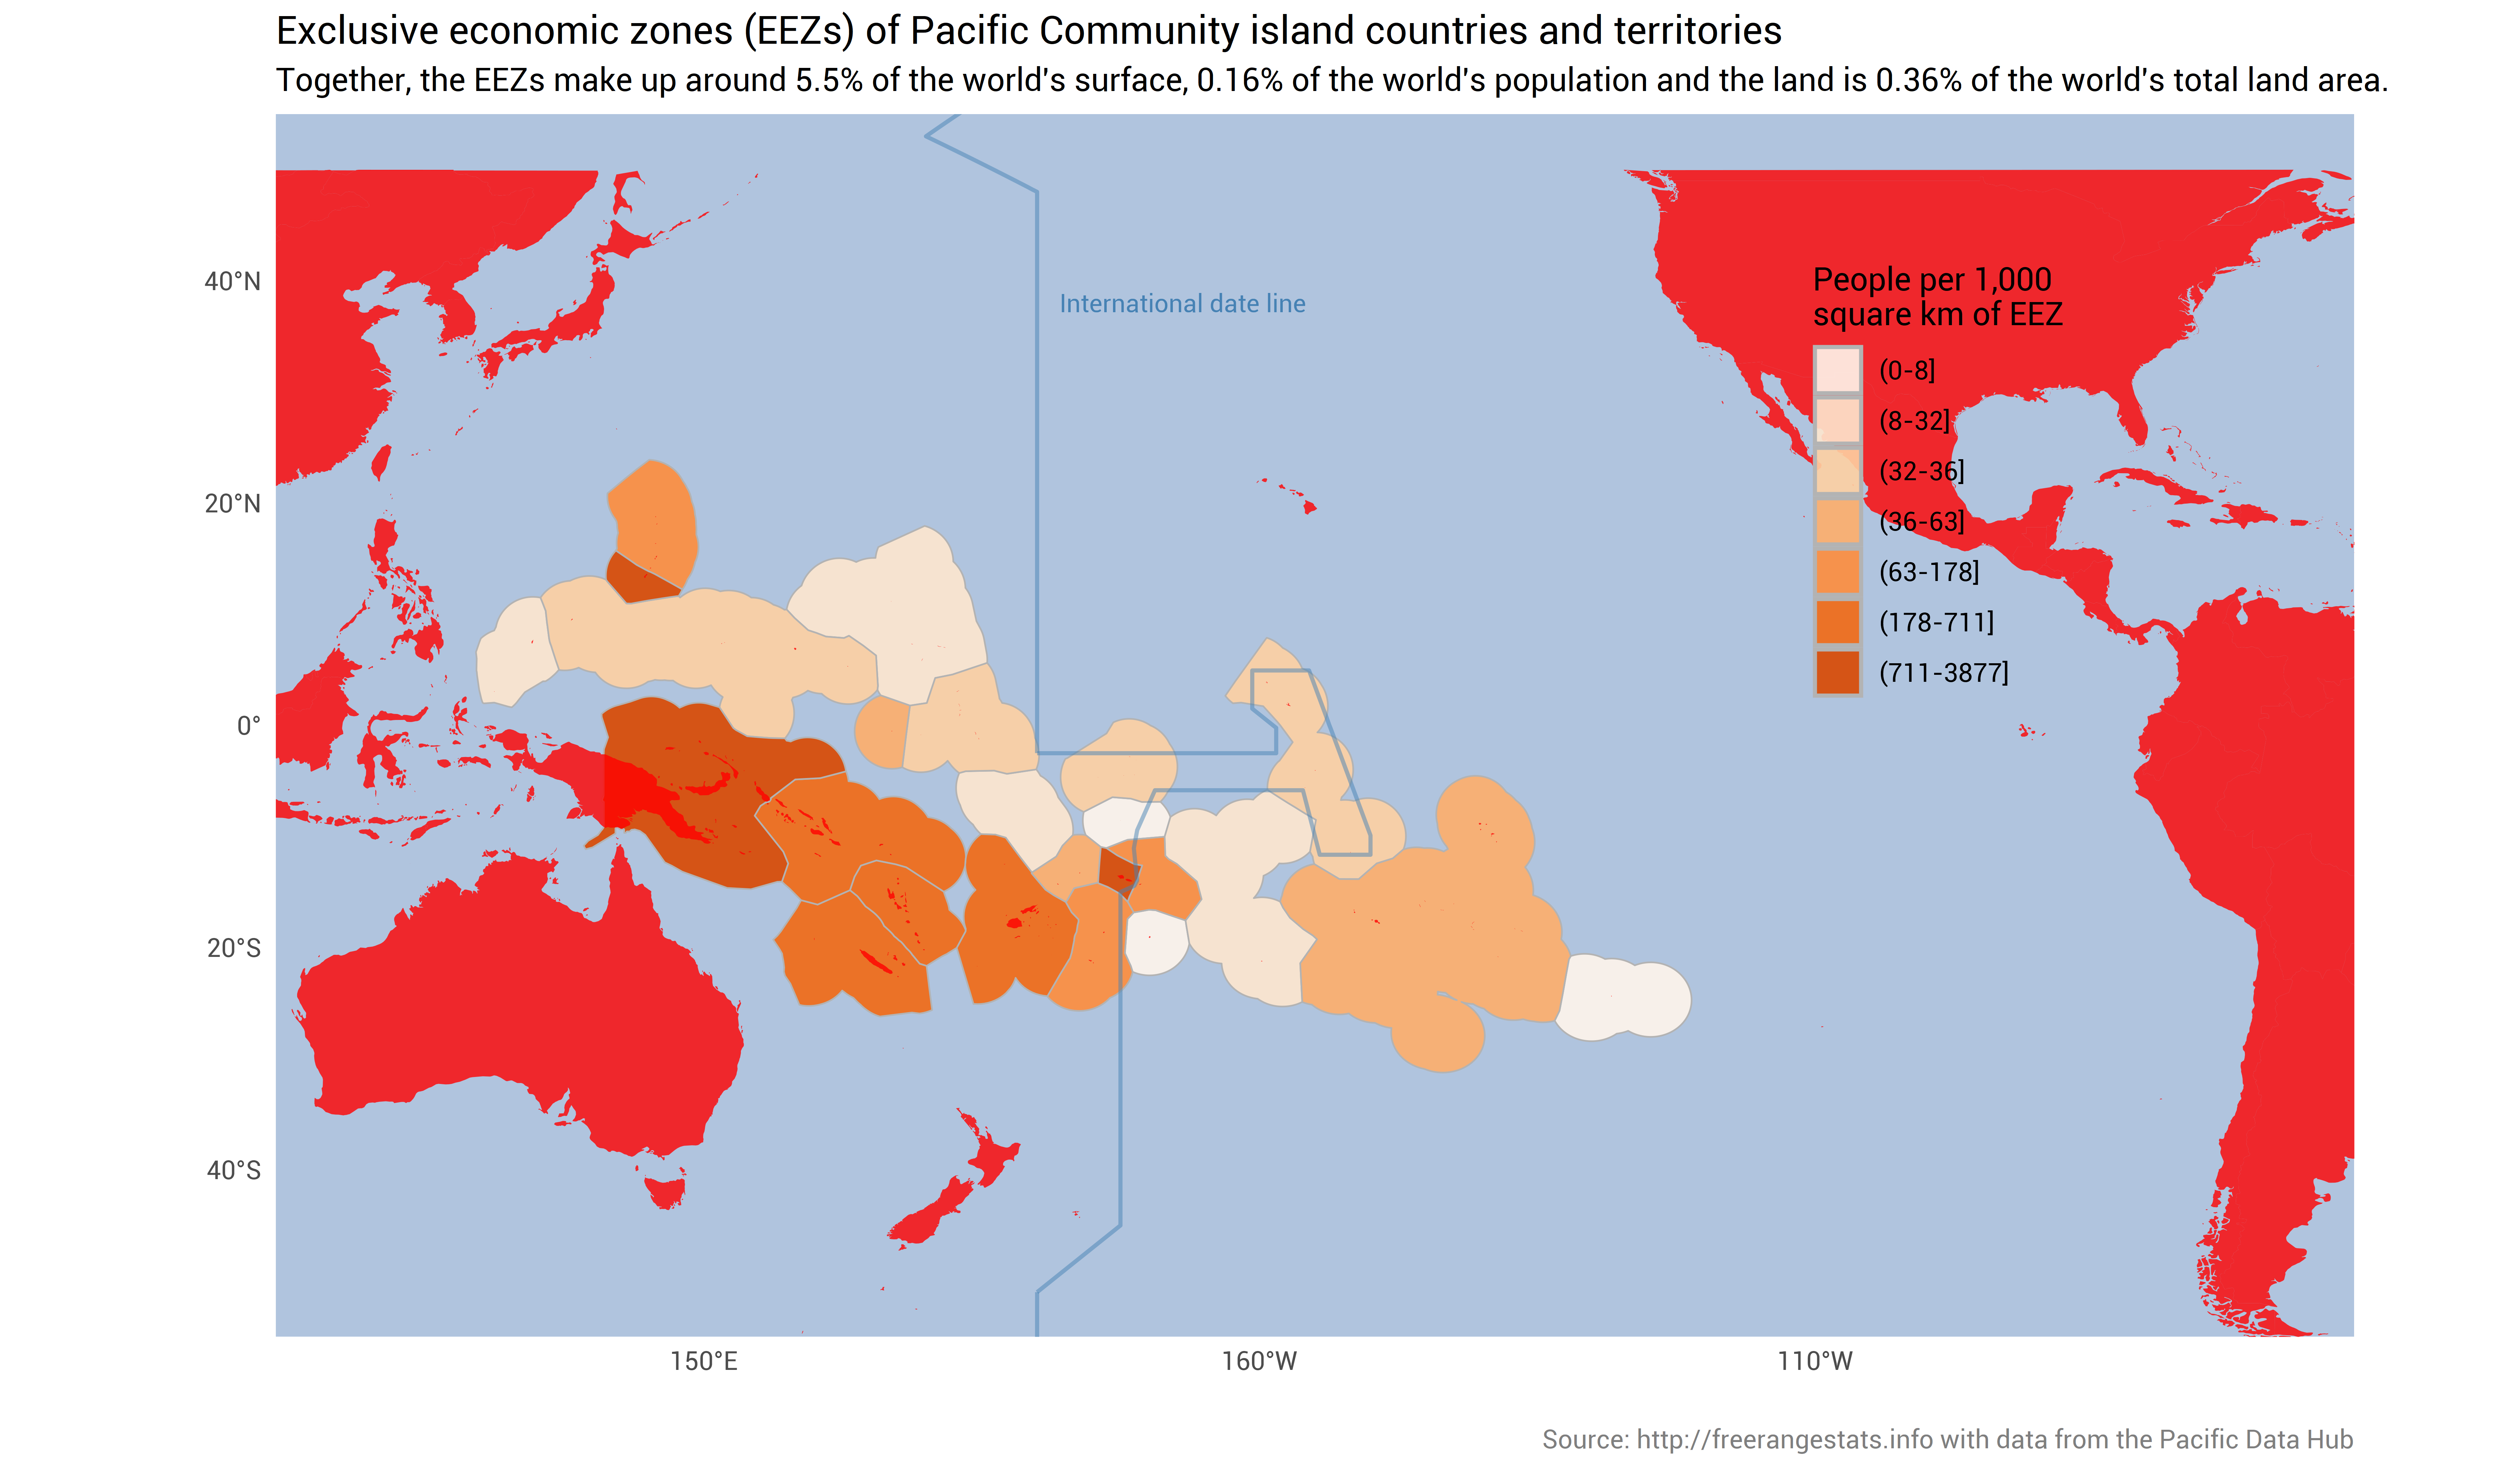 Exclusive economic zones (EEZs) of Pacific Community island countries and territories
Together, the EEZs make up around 5.5% of the world's surface, 0.16% of the world's population and the land is 0.36% of the world's total land area.
International date line
People per 1,000
square km of EEZ
(0-8]
(8-32]
(32-36]
(36-63]
(63-178]
(178-711]
(711-3877]
40°N
20°N
0°
20°S
40°S
150°E
160°W
110°W
Source: http://freerangestats.info with data from the Pacific Data Hub